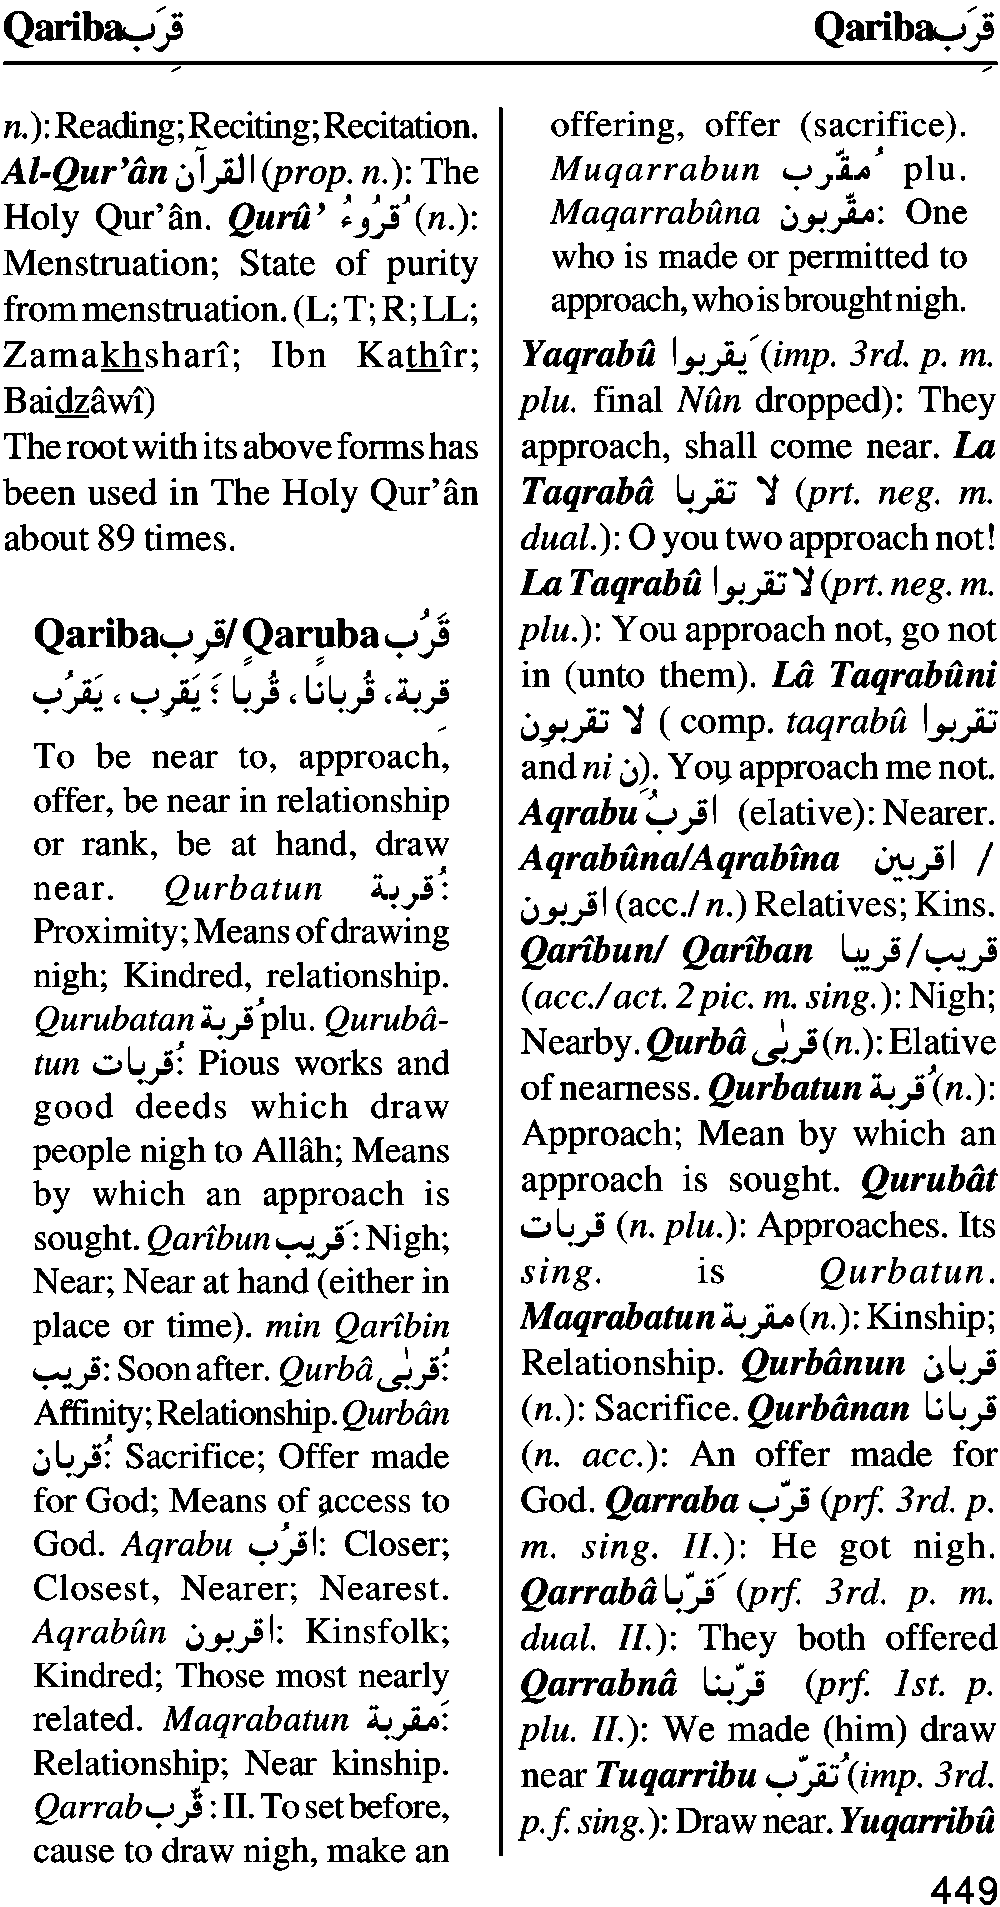 Qariba قَرِب
Qariba قَرِب
n.): Reading; Reciting; Recitation.
Al-Qur’ân القرآن (prop. n.): The
Holy Qur’ân. Qurû’ قُرُوءُ (n.):
Menstruation; State of purity
from menstruation. (L; T; R; LL;
Zamakhsharî; Ibn Kathîr;
Baidzâwî)
The root with its above forms has
been used in The Holy Qur’ân
about 89 times.
Qariba قرِب/ Qaruba قَرُب
قِربة، قُربانا، قُربا ؛ يَقرِب ، يَقرُب
To be near to, approach,
offer, be near in relationship
or rank, be at hand, draw
near. Qurbatun قُربة:
Proximity; Means of drawing
nigh; Kindred, relationship.
Qurubatan قُربة plu. Qurubâ-
tun قُربات: Pious works and
good deeds which draw
people nigh to Allâh; Means
by which an approach is
sought. Qarîbun قَريب: Nigh;
Near; Near at hand (either in
place or time). min Qarîbin
قريب: Soon after. Qurbâ قُربٰى:
Affinity; Relationship. Qurbân
قُربان: Sacrifice; Offer made
for God; Means of access to
God. Aqrabu اقرُب: Closer;
Closest, Nearer; Nearest.
Aqrabûn اقربون: Kinsfolk;
Kindred; Those most nearly
related. Maqrabatun مَقربة:
Relationship; Near kinship.
Qarrab قَّرب : II. To set before,
cause to draw nigh, make an
offering, offer (sacrifice).
Muqarrabun مُقّرب plu.
Maqarrabûna مقّربون: One
who is made or permitted to
approach, who is brought nigh.
Yaqrabû يَقربوا (imp. 3rd. p. m.
plu. final Nûn dropped): They
approach, shall come near. La
Taqrabâ لا تقربا (prt. neg. m.
dual.): O you two approach not!
La Taqrabû لا تقربوا (prt. neg. m.
plu.): You approach not, go not
in (unto them). Lâ Taqrabûni
لا تقربونِ ( comp. taqrabû تقربوا
and ni نِ). You approach me not.
Aqrabu اقربُ (elative): Nearer.
Aqrabûna/Aqrabîna اقربين /
اقربون (acc./ n.) Relatives; Kins.
Qarîbun/ Qarîban قريب/قريبا
(acc./ act. 2 pic. m. sing.): Nigh;
Nearby. Qurbâ قربٰى (n.): Elative
of nearness. Qurbatun قُربة (n.):
Approach; Mean by which an
approach is sought. Qurubât
قربات (n. plu.): Approaches. Its
sing. is Qurbatun.
Maqrabatun مقربة (n.): Kinship;
Relationship. Qurbânun قربان
(n.): Sacrifice. Qurbânan قربانا
(n. acc.): An offer made for
God. Qarraba قرّب (prf. 3rd. p.
m. sing. II.): He got nigh.
Qarrabâ قَرّبا (prf. 3rd. p. m.
dual. II.): They both offered
Qarrabnâ قرّبنا (prf. 1st. p.
plu. II.): We made (him) draw
near Tuqarribu تُقرّب (imp. 3rd.
p. f. sing.): Draw near. Yuqarribû
449